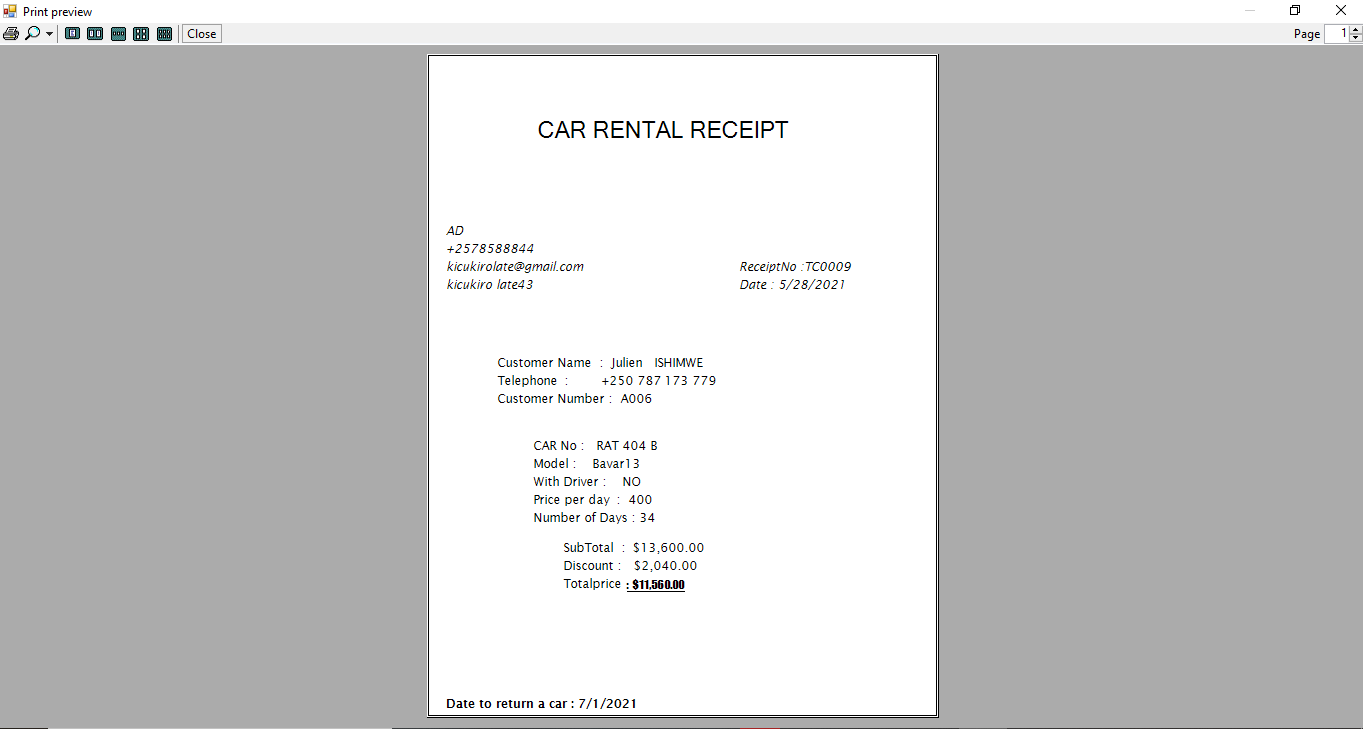 Print preview
Close
Page 1
CAR RENTAL RECEIPT
AD
+2578588844
kicukirolate@gmail.com
ReceiptNo :TC0009
kicukiro late43
Date : 5/28/2021
Customer Name : Julien ISHIMWE
Telephone : +250 787 173 779
Customer Number : A006
CAR No : RAT 404 B
Model : Bavar13
With Driver : NO
Price per day : 400
Number of Days : 34
SubTotal : $13,600.00
Discount : $2,040.00
Totalprice : $11,560.00
Date to return a car : 7/1/2021